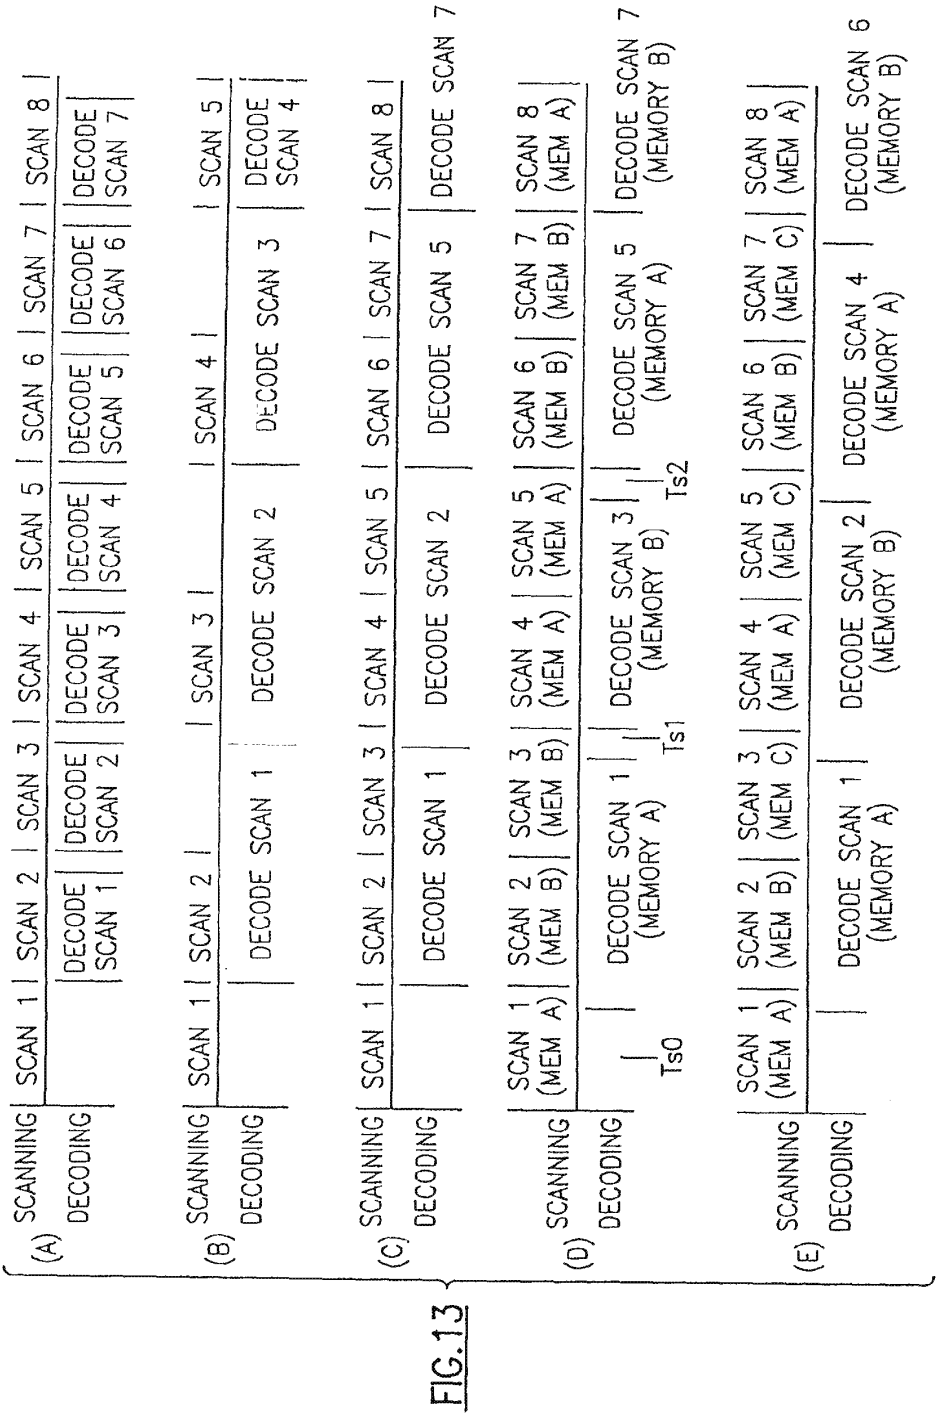 (A) SCANNING | SCAN 1 | SCAN 2 | SCAN 3 | SCAN 4 | SCAN 5 | SCAN 6 | SCAN 7 | SCAN 8 |
DECODING | DECODE | DECODE | DECODE | DECODE | DECODE | DECODE | DECODE |
SCAN 1 | SCAN 2 | SCAN 3 | SCAN 4 | SCAN 5 | SCAN 6 | SCAN 7 |
(B) SCANNING | SCAN 1 | SCAN 2 | SCAN 3 | SCAN 4 | SCAN 5 |
DECODING | DECODE SCAN 1 | DECODE SCAN 2 | DECODE SCAN 3 | DECODE
SCAN 4 |
(C) SCANNING | SCAN 1 | SCAN 2 | SCAN 3 | SCAN 4 | SCAN 5 | SCAN 6 | SCAN 7 | SCAN 8 |
DECODING | DECODE SCAN 1 | DECODE SCAN 2 | DECODE SCAN 5 | DECODE SCAN 7
(D) SCANNING | SCAN 1 | SCAN 2 | SCAN 3 | SCAN 4 | SCAN 5 | SCAN 6 | SCAN 7 | SCAN 8 |
(MEM A) | (MEM B) | (MEM B) | (MEM A) | (MEM A) | (MEM B) | (MEM B) | (MEM A)
DECODING | DECODE SCAN 1 | DECODE SCAN 3 | DECODE SCAN 5 | DECODE SCAN 7
(MEMORY A) (MEMORY B) (MEMORY A) (MEMORY B)
Ts0 Ts1 Ts2
(E) SCANNING | SCAN 1 | SCAN 2 | SCAN 3 | SCAN 4 | SCAN 5 | SCAN 6 | SCAN 7 | SCAN 8 |
(MEM A) | (MEM B) | (MEM C) | (MEM A) | (MEM C) | (MEM B) | (MEM C) | (MEM A)
DECODING | DECODE SCAN 1 | DECODE SCAN 2 | DECODE SCAN 4 | DECODE SCAN 6
(MEMORY A) (MEMORY B) (MEMORY A) (MEMORY B)
FIG.13